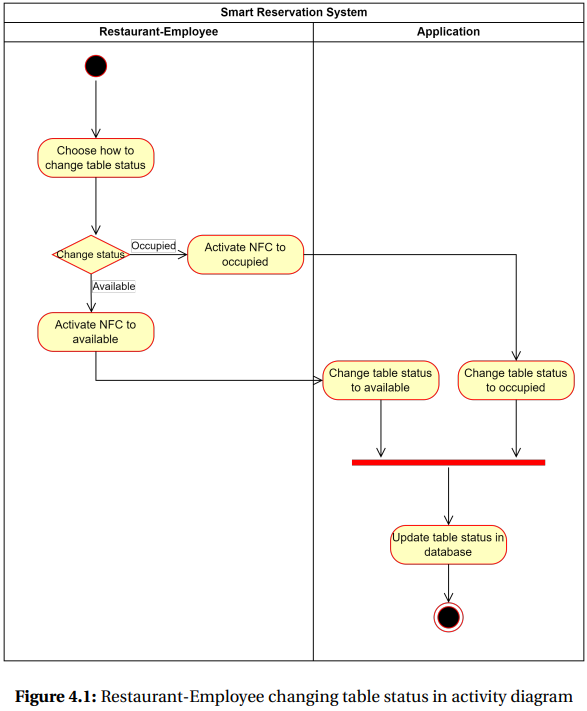 Smart Reservation System
Restaurant-Employee
Application
Choose how to
change table status
Change status
Occupied
Activate NFC to
occupied
Available
Activate NFC to
available
Change table status
to available
Change table status
to occupied
Update table status in
database
Figure 4.1: Restaurant-Employee changing table status in activity diagram